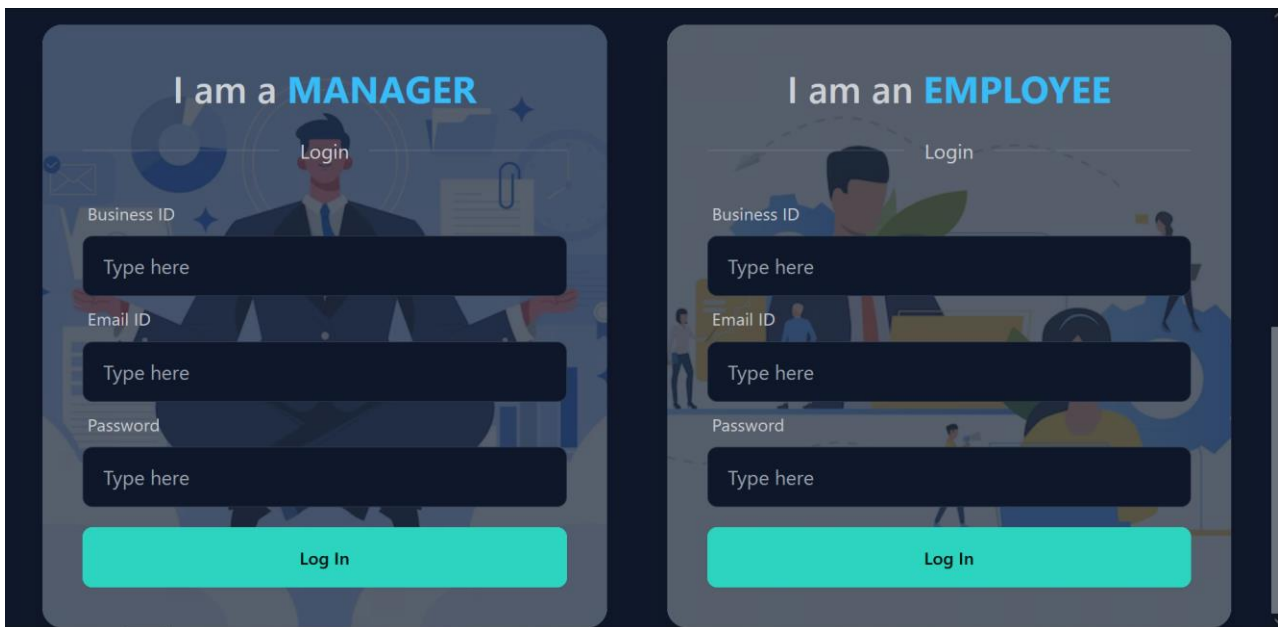 I am a MANAGER
Login
Business ID
Type here
Email ID
Type here
Password
Type here
Log In
I am an EMPLOYEE
Login
Business ID
Type here
Email ID
Type here
Password
Type here
Log In